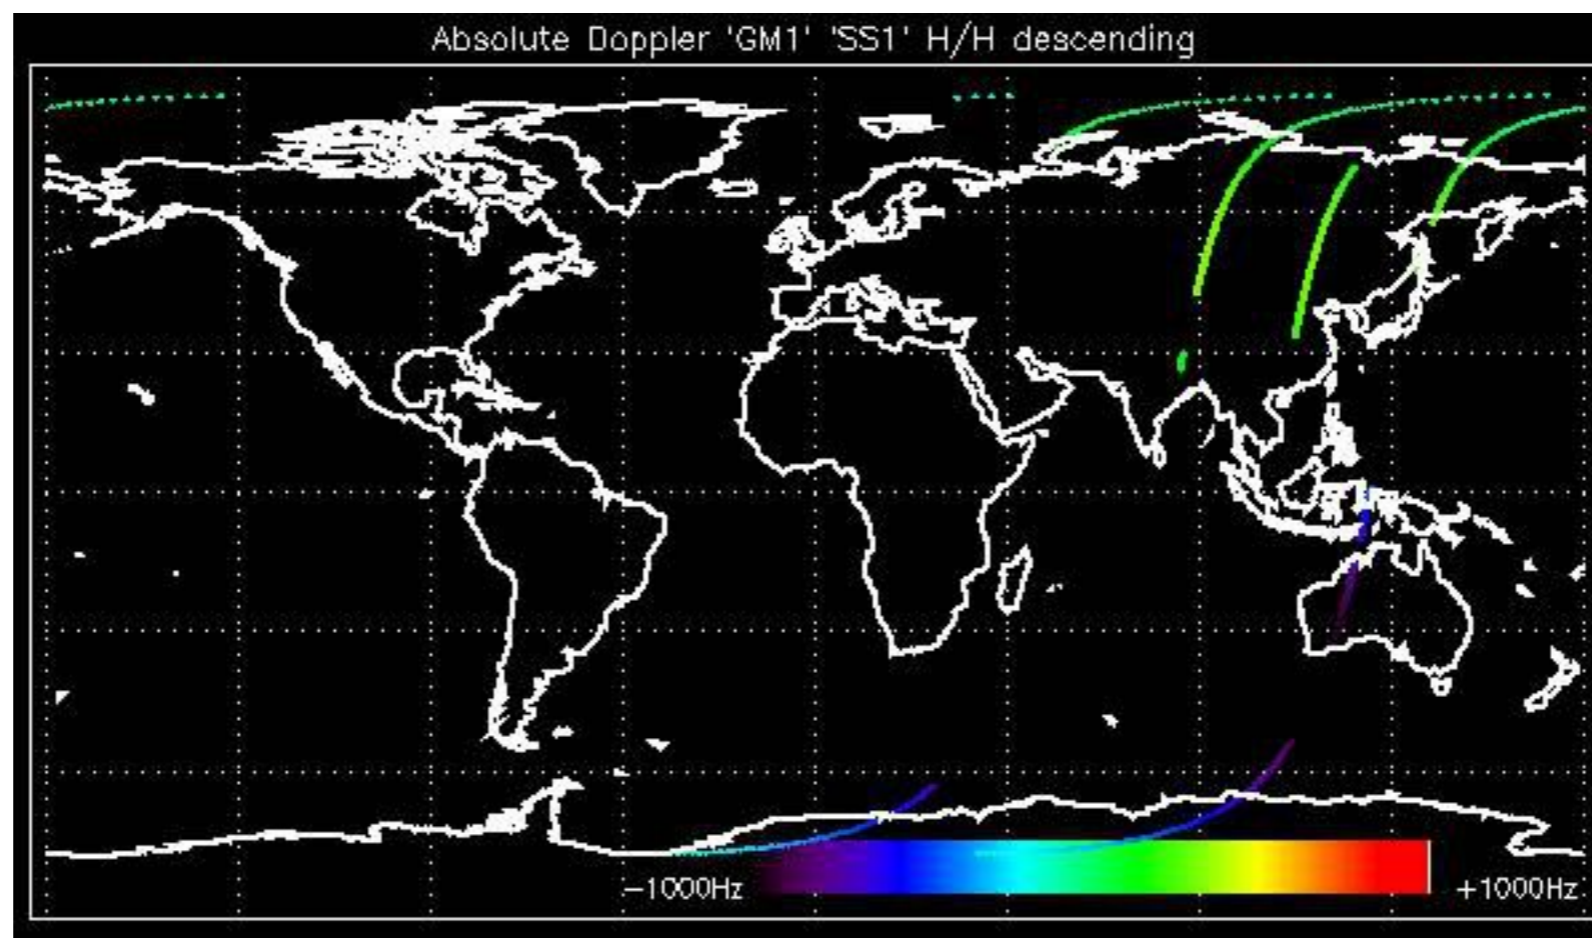 Absolute Doppler 'GM1' 'SS1' H/H descending
−1000Hz
+1000Hz